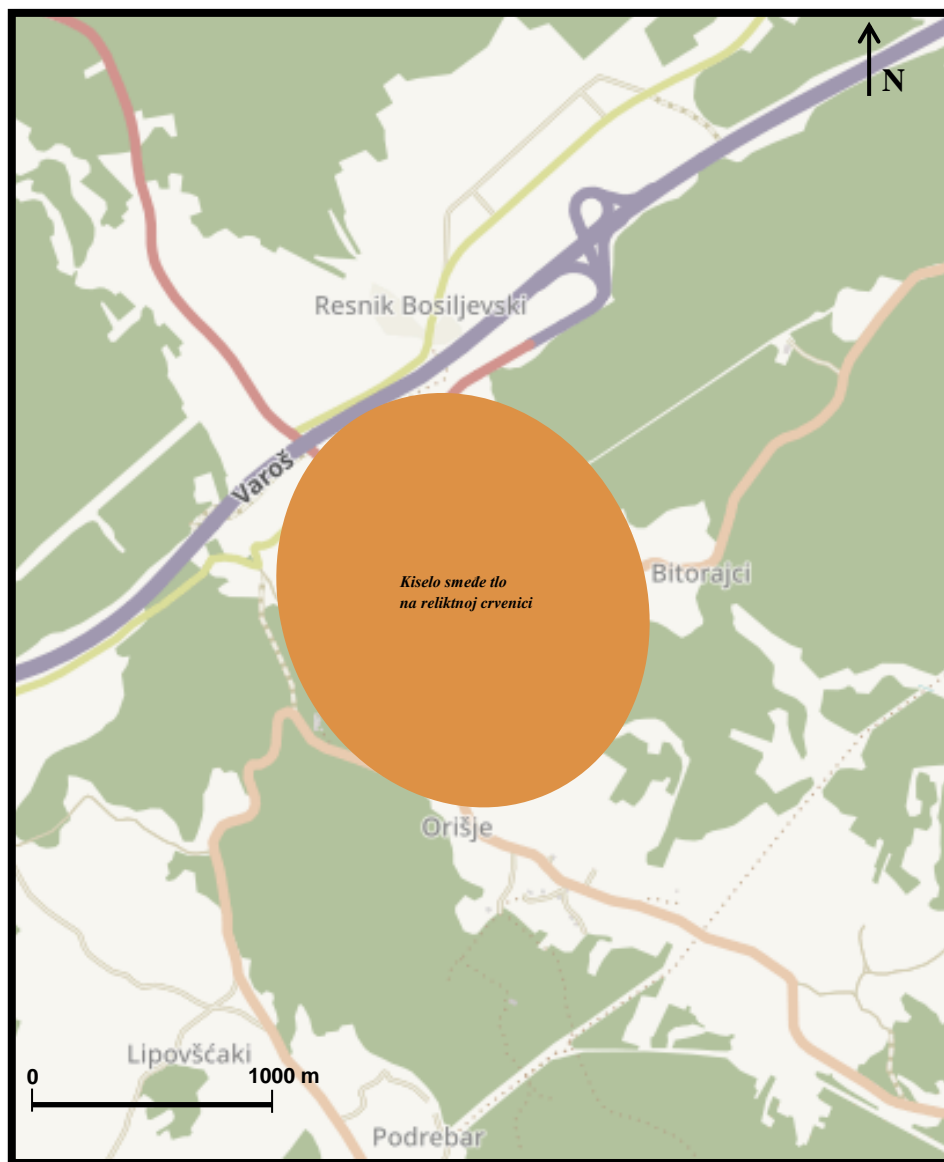 N
Resnik Bosiljevski
Varoš
Bitorajci
Kiselo smeđe tlo
na reliktnoj crvenici
Orišje
Lipovšćaki
0 1000 m
Podrebar